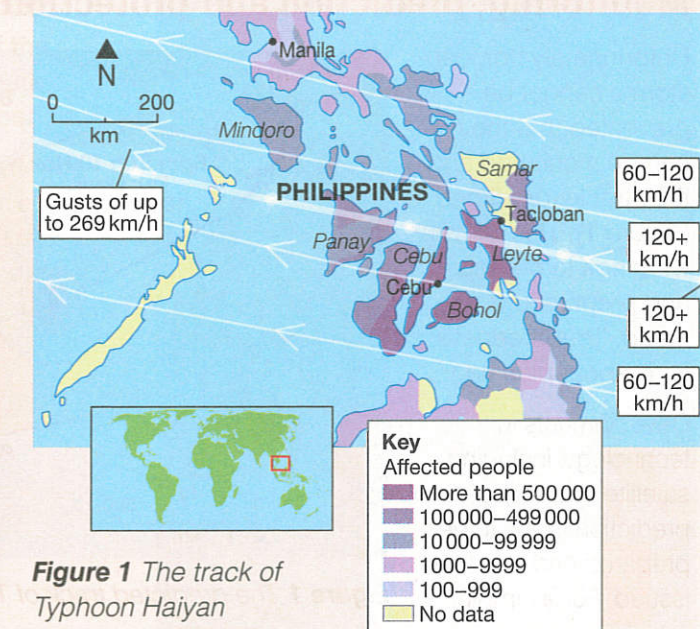 Manila
N
0 200
km
Mindoro
Samar
PHILIPPINES
60–120
km/h
Gusts of up
to 269 km/h
Tacloban
120+
km/h
Panay
Cebu
Leyte
Cebu
Bohol
120+
km/h
60–120
km/h
Key
Affected people
More than 500 000
100 000–499 000
10 000–99 999
1000–9999
100–999
No data
Figure 1 The track of
Typhoon Haiyan